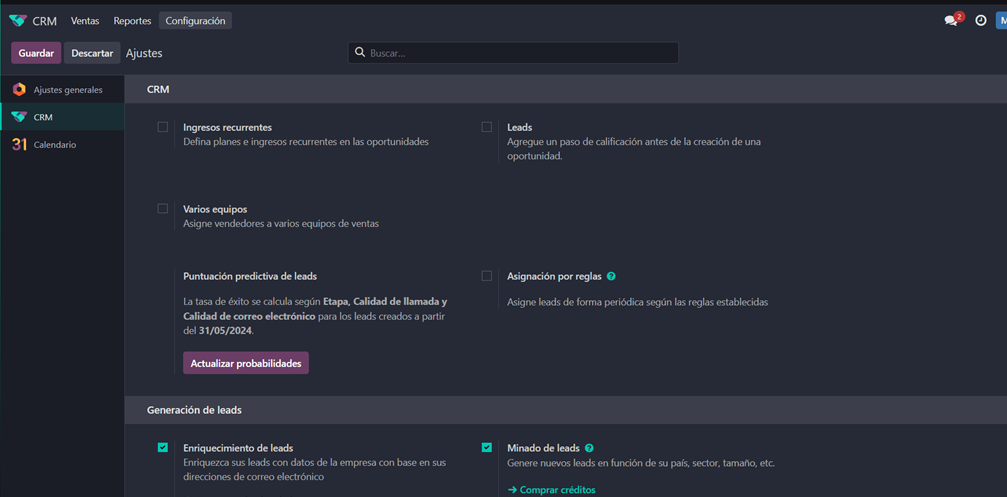 CRM Ventas Reportes Configuración 2 M
Guardar Descartar Ajustes Buscar...
Ajustes generales
CRM
31 Calendario
CRM
Ingresos recurrentes
Defina planes e ingresos recurrentes en las oportunidades
Leads
Agregue un paso de calificación antes de la creación de una
oportunidad.
Varios equipos
Asigne vendedores a varios equipos de ventas
Puntuación predictiva de leads
La tasa de éxito se calcula según Etapa, Calidad de llamada y
Calidad de correo electrónico para los leads creados a partir
del 31/05/2024.
Actualizar probabilidades
Asignación por reglas ?
Asigne leads de forma periódica según las reglas establecidas
Generación de leads
Enriquecimiento de leads
Enriquezca sus leads con datos de la empresa con base en sus
direcciones de correo electrónico
Minado de leads ?
Genere nuevos leads en función de su país, sector, tamaño, etc.
→ Comprar créditos